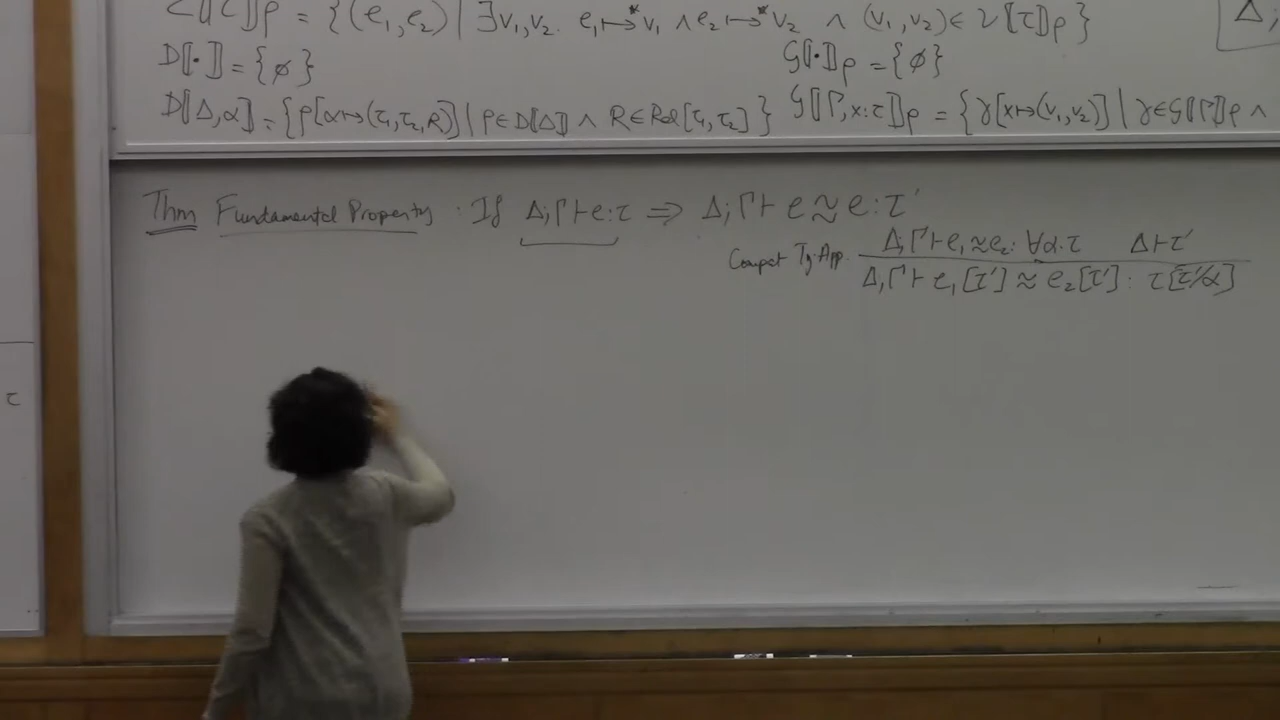 ℰ⟦τ⟧ρ = {(e₁,e₂) | ∃v₁,v₂. e₁↦*v₁ ∧ e₂↦*v₂ ∧ (v₁,v₂)∈ 𝒱⟦τ⟧ρ}
Δ;
D⟦·⟧ = {∅}
G⟦·⟧ρ = {∅}
D⟦Δ,α⟧ = {ρ[α↦(τ₁,τ₂,R)] | ρ∈D⟦Δ⟧ ∧ R∈Rel[τ₁,τ₂]}
G⟦Γ,x:τ⟧ρ = {γ[x↦(v₁,v₂)] | γ∈G⟦Γ⟧ρ ∧
Thm Fundamental Property : If Δ;Γ⊢e:τ ⇒ Δ;Γ⊢ e≈e:τ
Compat Ty.App. Δ,Γ⊢e₁≈e₂: ∀α.τ Δ⊢τ'
Δ,Γ⊢ e₁[τ'] ≈ e₂[τ'] : τ[τ'/α]
τ